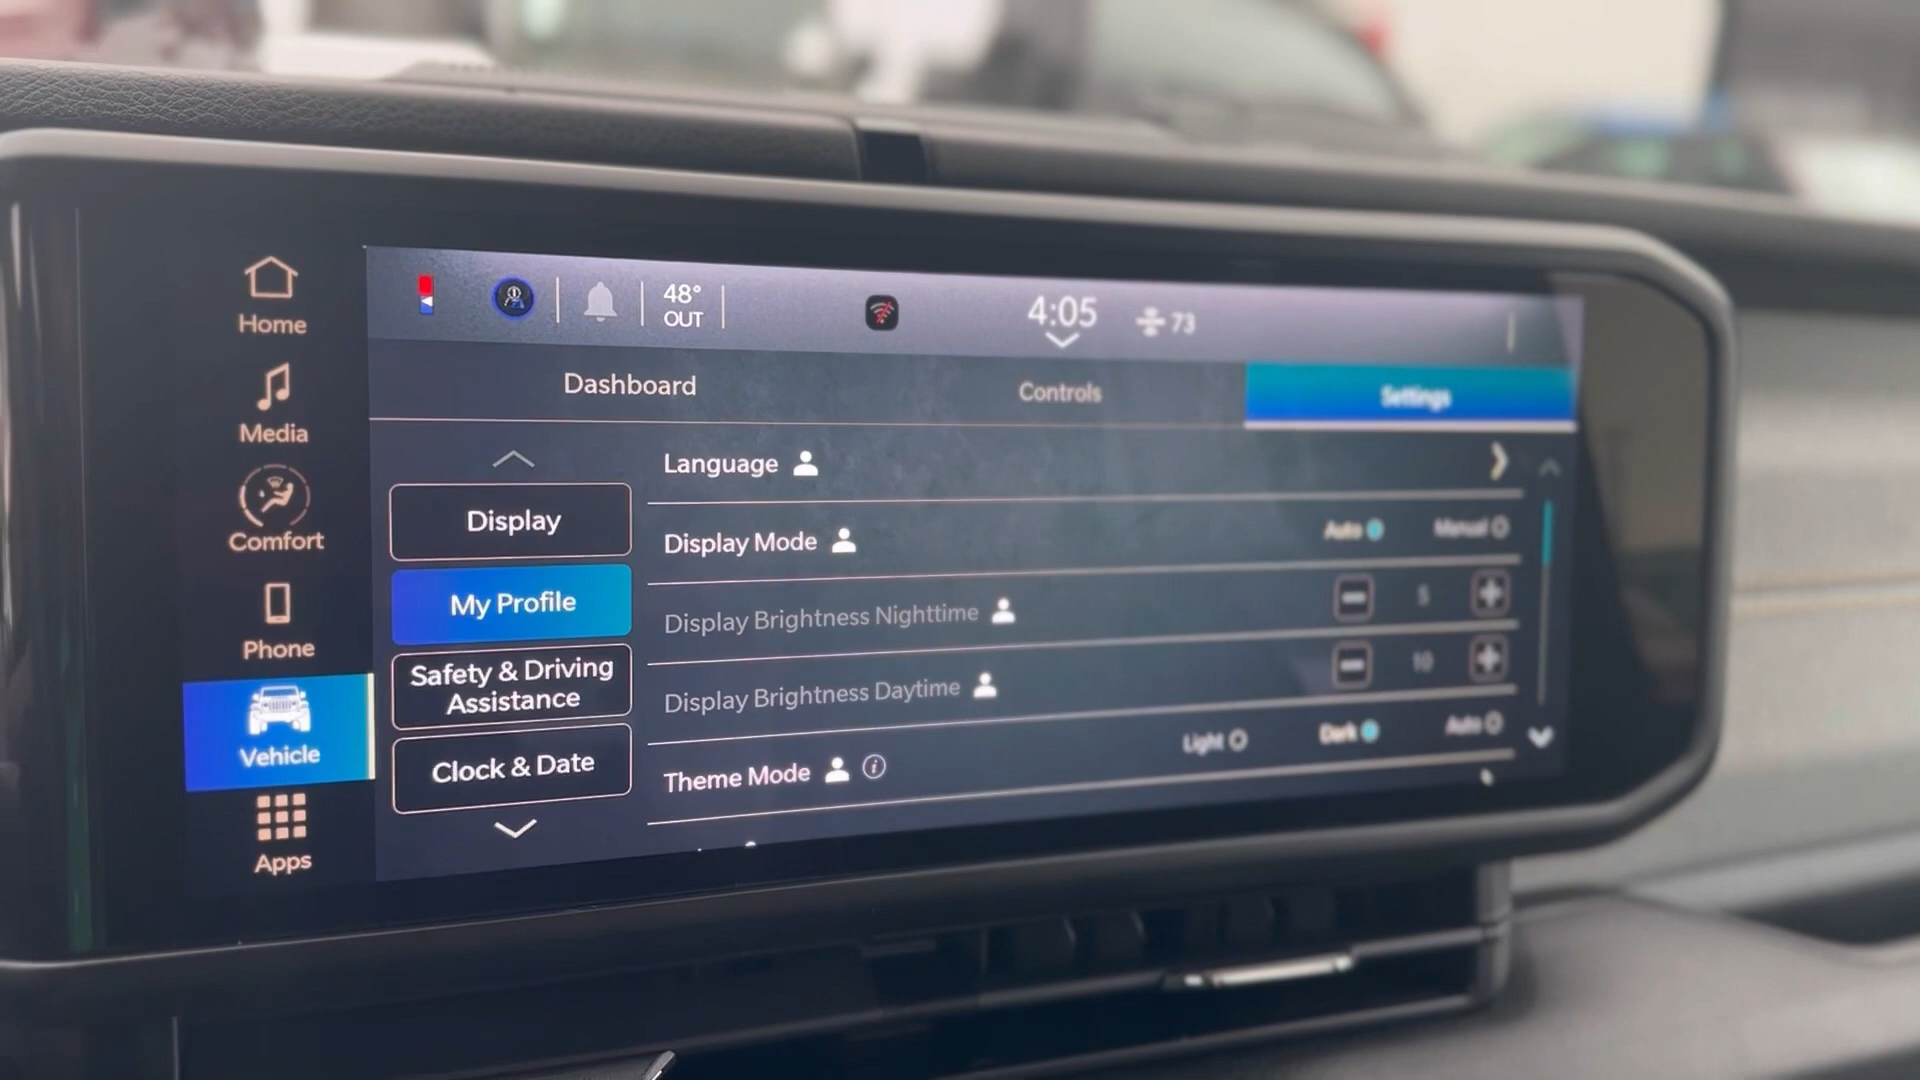 48°
OUT
4:05
73
Home
Media
Comfort
Phone
Vehicle
Apps
Dashboard
Controls
Settings
Display
My Profile
Safety & Driving
Assistance
Clock & Date
Language
Display Mode
Auto
Manual
Display Brightness Nighttime
5
Display Brightness Daytime
10
Theme Mode
Light
Dark
Auto